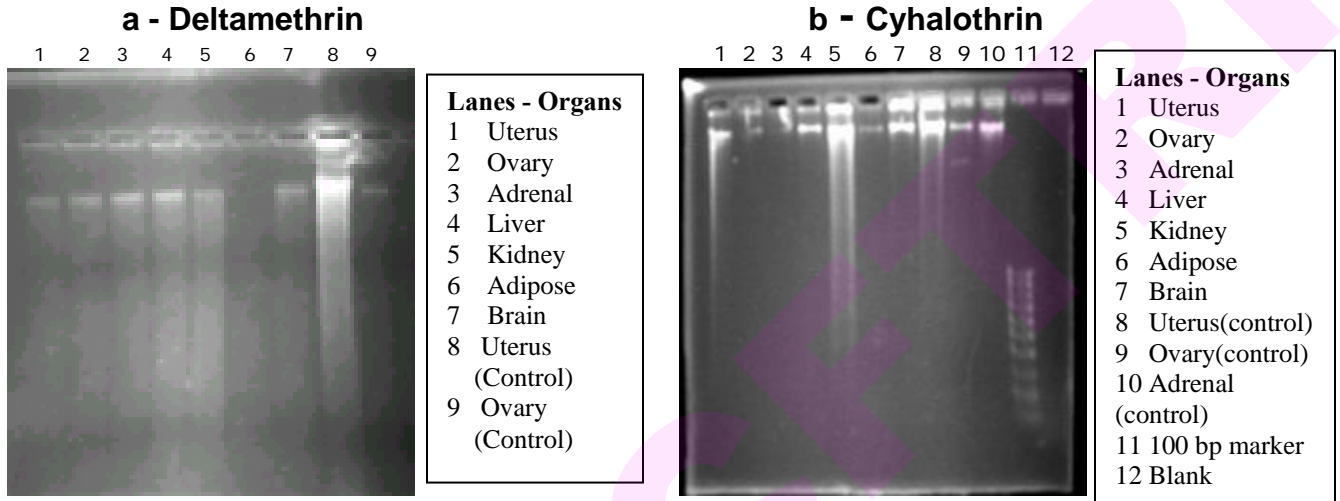 a - Deltamethrin
1 2 3 4 5 6 7 8 9
Lanes - Organs
1 Uterus
2 Ovary
3 Adrenal
4 Liver
5 Kidney
6 Adipose
7 Brain
8 Uterus
(Control)
9 Ovary
(Control)
b - Cyhalothrin
1 2 3 4 5 6 7 8 9 10 11 12
Lanes - Organs
1 Uterus
2 Ovary
3 Adrenal
4 Liver
5 Kidney
6 Adipose
7 Brain
8 Uterus(control)
9 Ovary(control)
10 Adrenal
(control)
11 100 bp marker
12 Blank
CFTRI